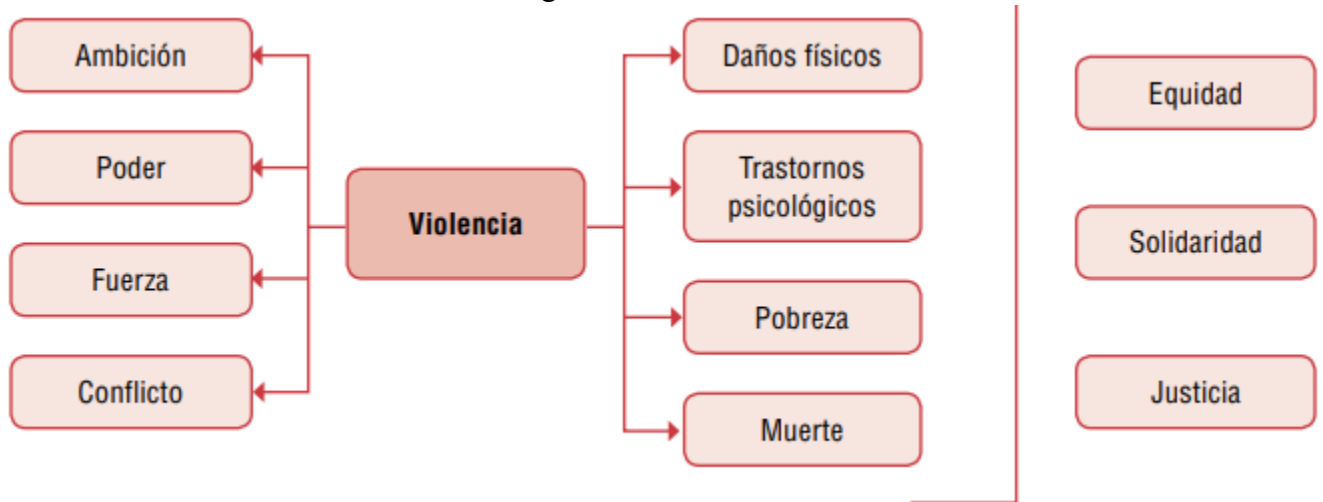 Ambición
Poder
Fuerza
Conflicto
Violencia
Daños físicos
Trastornos
psicológicos
Pobreza
Muerte
Equidad
Solidaridad
Justicia